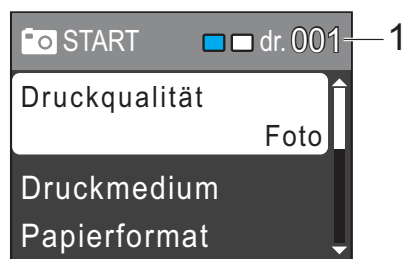 START dr. 001 1
Druckqualität
Foto
Druckmedium
Papierformat